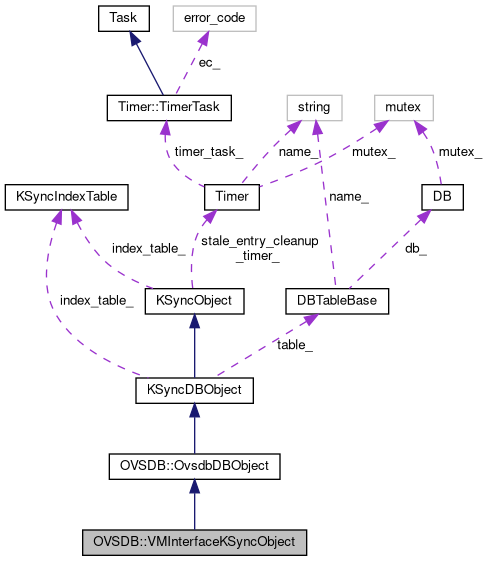 Task
error_code
ec_
Timer::TimerTask
string
mutex
timer_task_
name_
mutex_
mutex_
KSyncIndexTable
Timer
DB
name_
index_table_
stale_entry_cleanup
_timer_
db_
index_table_
KSyncObject
DBTableBase
table_
KSyncDBObject
OVSDB::OvsdbDBObject
OVSDB::VMInterfaceKSyncObject